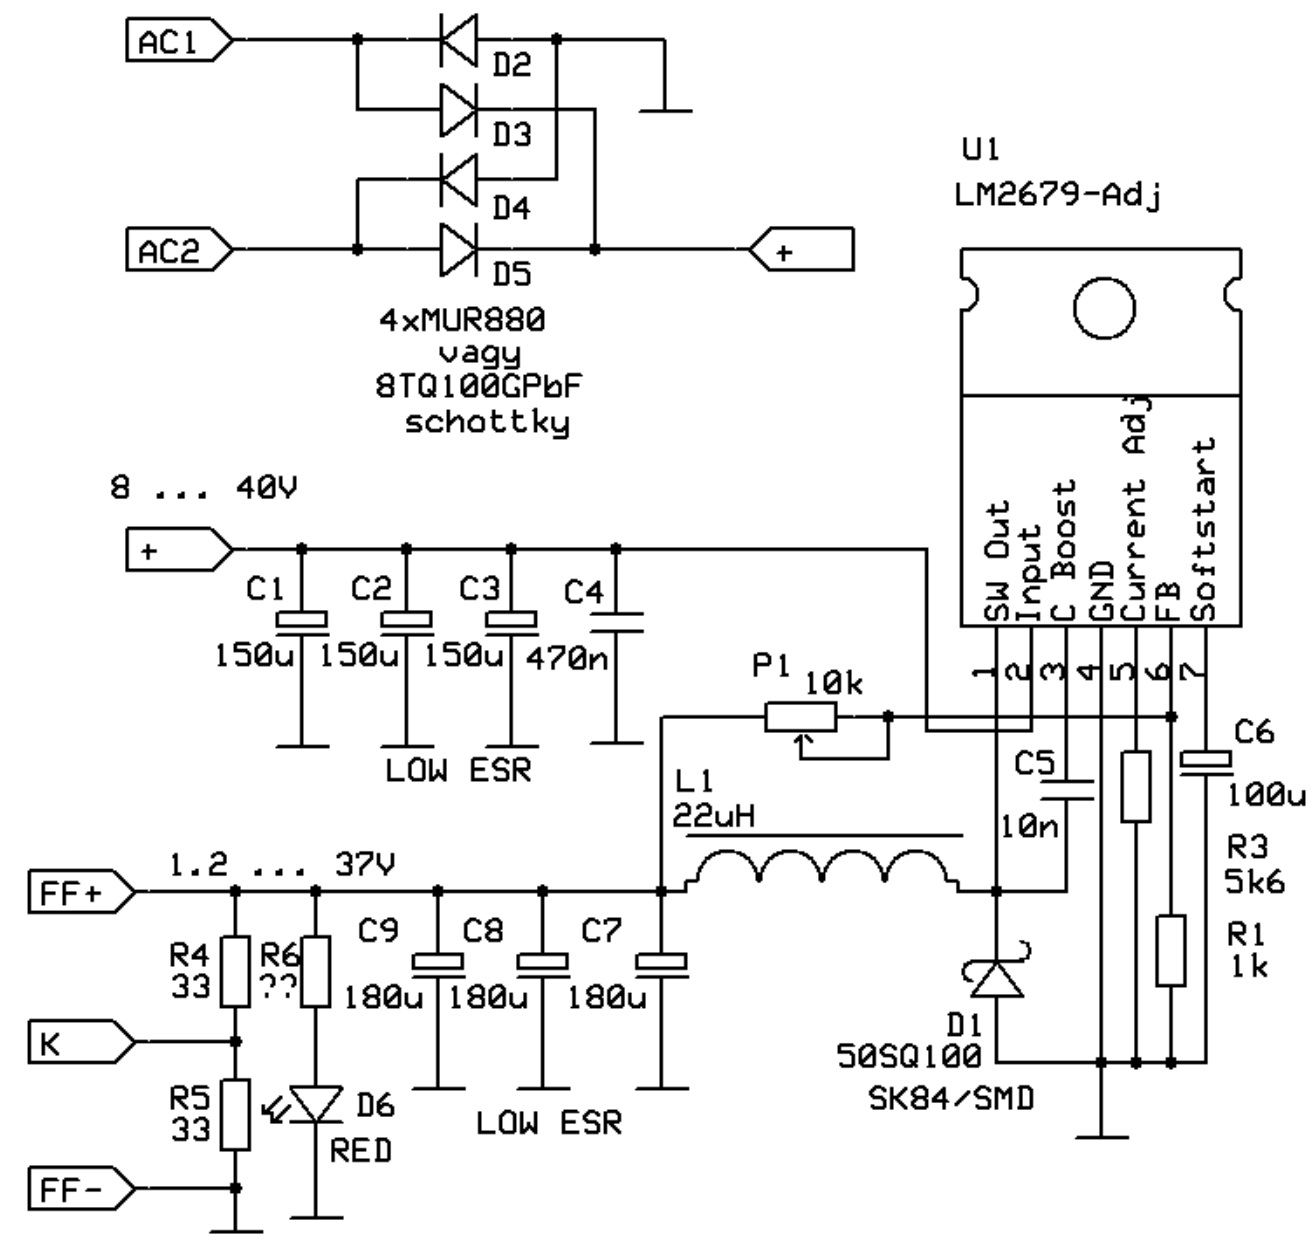 AC1
D2
D3
D4
AC2
D5
+
4xMUR880
vagy
8TQ100GPbF
schottky
U1
LM2679-Adj
SW Out
Input
C Boost
GND
Current Adj
FB
Softstart
1 2 3 4 5 6 7
8 ... 40V
+
C1
150u
C2
150u
C3
150u
C4
470n
LOW ESR
P1
10k
L1
22uH
C5
10n
C6
100u
R3
5k6
R1
1k
1.2 ... 37V
FF+
R4
33
R6
??
C9
180u
C8
180u
C7
180u
K
D1
50SQ100
SK84/SMD
R5
33
D6
RED
LOW ESR
FF-